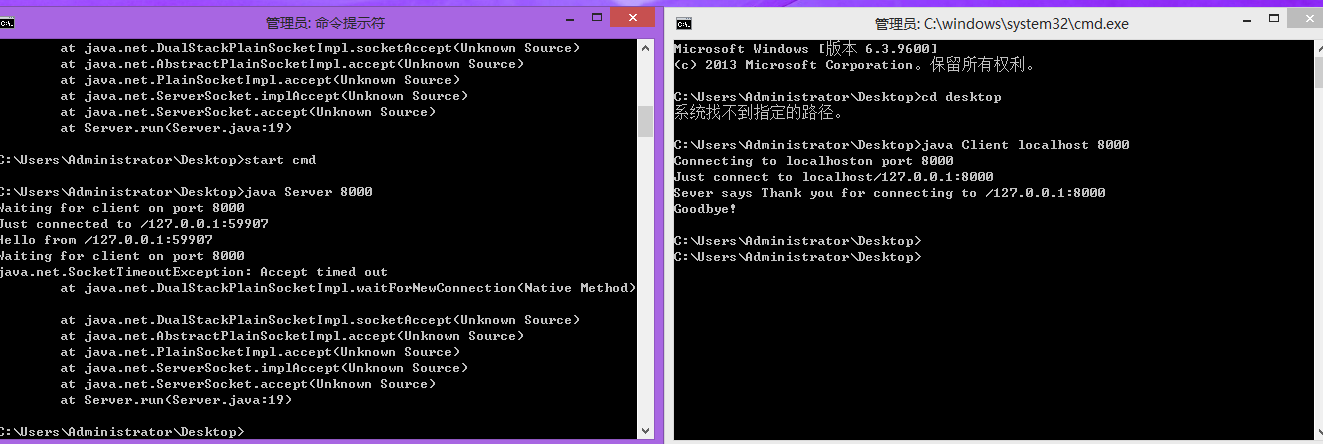 管理员: 命令提示符
at java.net.DualStackPlainSocketImpl.socketAccept(Unknown Source)
at java.net.AbstractPlainSocketImpl.accept(Unknown Source)
at java.net.PlainSocketImpl.accept(Unknown Source)
at java.net.ServerSocket.implAccept(Unknown Source)
at java.net.ServerSocket.accept(Unknown Source)
at Server.run(Server.java:19)
C:\Users\Administrator\Desktop>start cmd
C:\Users\Administrator\Desktop>java Server 8000
Waiting for client on port 8000
Just connected to /127.0.0.1:59907
Hello from /127.0.0.1:59907
Waiting for client on port 8000
java.net.SocketTimeoutException: Accept timed out
at java.net.DualStackPlainSocketImpl.waitForNewConnection(Native Method)
at java.net.DualStackPlainSocketImpl.socketAccept(Unknown Source)
at java.net.AbstractPlainSocketImpl.accept(Unknown Source)
at java.net.PlainSocketImpl.accept(Unknown Source)
at java.net.ServerSocket.implAccept(Unknown Source)
at java.net.ServerSocket.accept(Unknown Source)
at Server.run(Server.java:19)
C:\Users\Administrator\Desktop>
管理员: C:\windows\system32\cmd.exe
Microsoft Windows [版本 6.3.9600]
(c) 2013 Microsoft Corporation。保留所有权利。
C:\Users\Administrator\Desktop>cd desktop
系统找不到指定的路径。
C:\Users\Administrator\Desktop>java Client localhost 8000
Connecting to localhoston port 8000
Just connect to localhost/127.0.0.1:8000
Sever says Thank you for connecting to /127.0.0.1:8000
Goodbye!
C:\Users\Administrator\Desktop>
C:\Users\Administrator\Desktop>